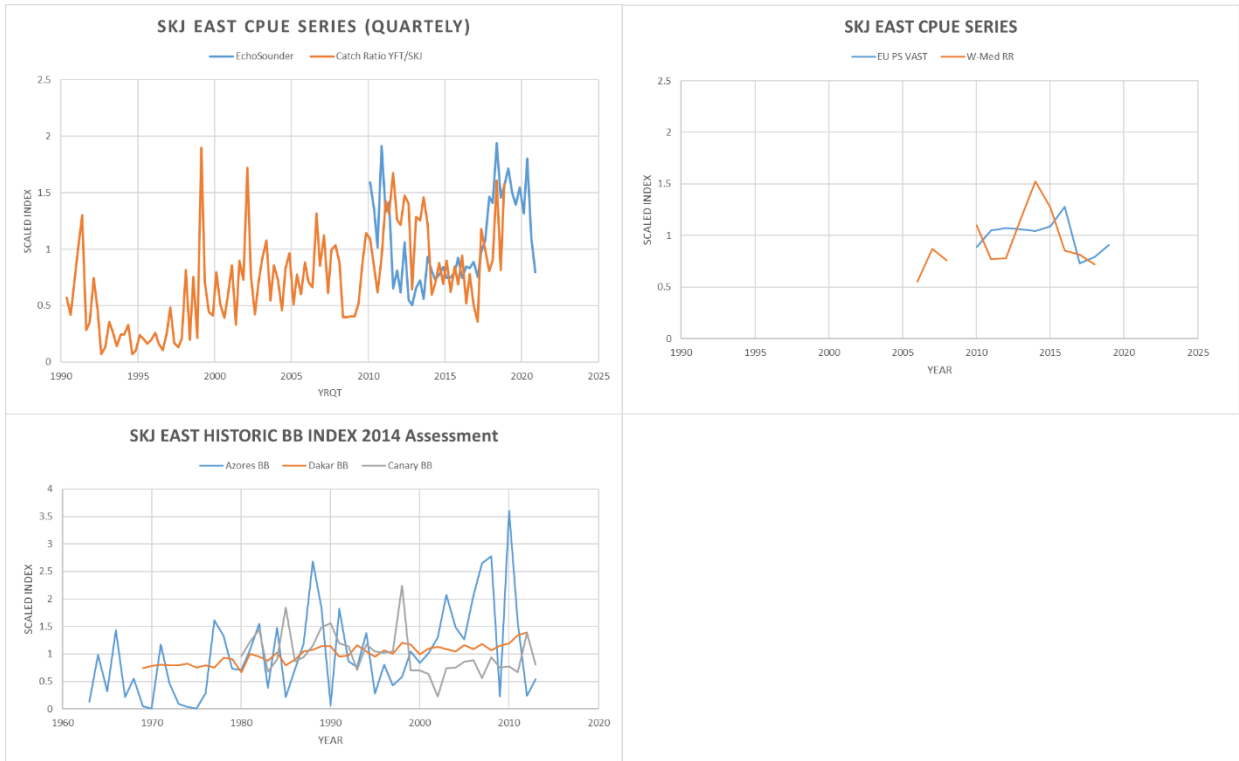 SKJ EAST CPUE SERIES (QUARTELY)
EchoSounder Catch Ratio YFT/SKJ
2.5
2
1.5
1
0.5
0
SCALED INDEX
1990 1995 2000 2005 2010 2015 2020 2025
YRQT
SKJ EAST CPUE SERIES
EU PS VAST W-Med RR
2.5
2
1.5
1
0.5
0
SCALED INDEX
1990 1995 2000 2005 2010 2015 2020 2025
YEAR
SKJ EAST HISTORIC BB INDEX 2014 Assessment
Azores BB Dakar BB Canary BB
4
3.5
3
2.5
2
1.5
1
0.5
0
SCALED INDEX
1960 1970 1980 1990 2000 2010 2020
YEAR